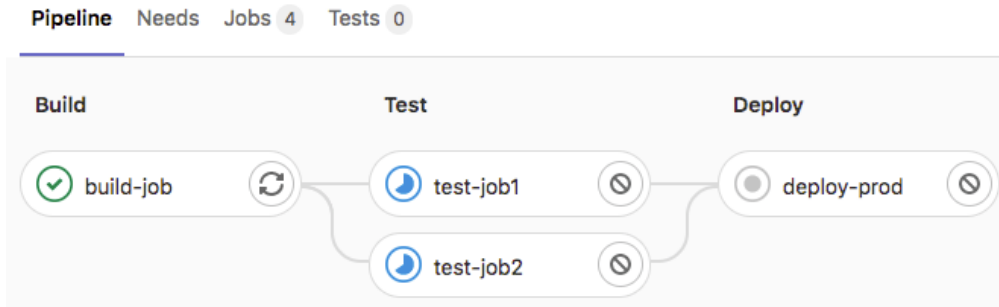 Pipeline Needs Jobs 4 Tests 0
Build Test Deploy
build-job test-job1 deploy-prod
test-job2